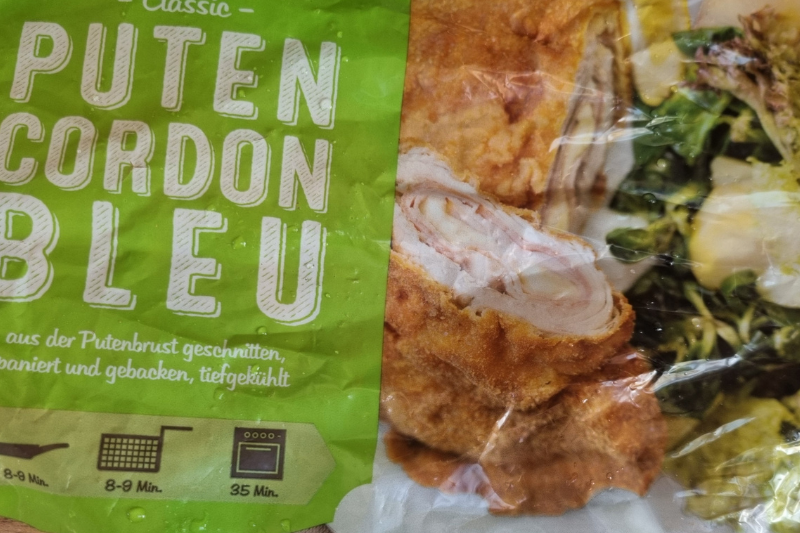 - Classic -
PUTEN
CORDON
BLEU
aus der Putenbrust geschnitten,
paniert und gebacken, tiefgekühlt
8-9 Min.
8-9 Min.
35 Min.